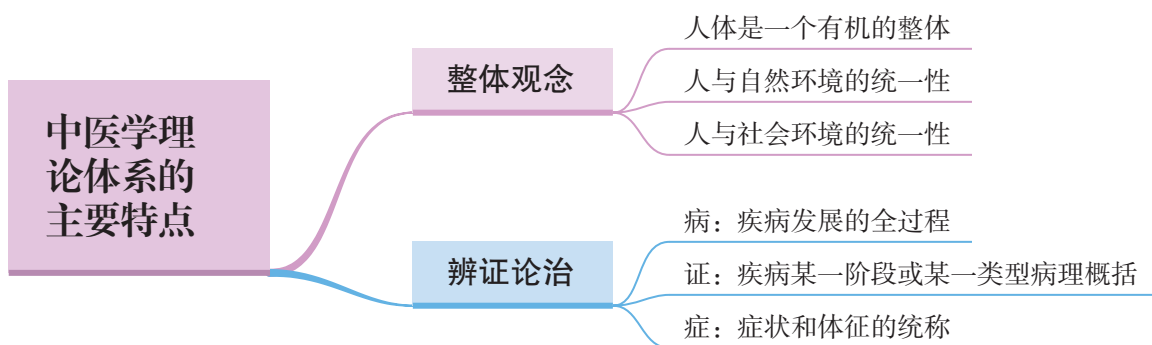 中医学理
论体系的
主要特点
整体观念
人体是一个有机的整体
人与自然环境的统一性
人与社会环境的统一性
辨证论治
病：疾病发展的全过程
证：疾病某一阶段或某一类型病理概括
症：症状和体征的统称